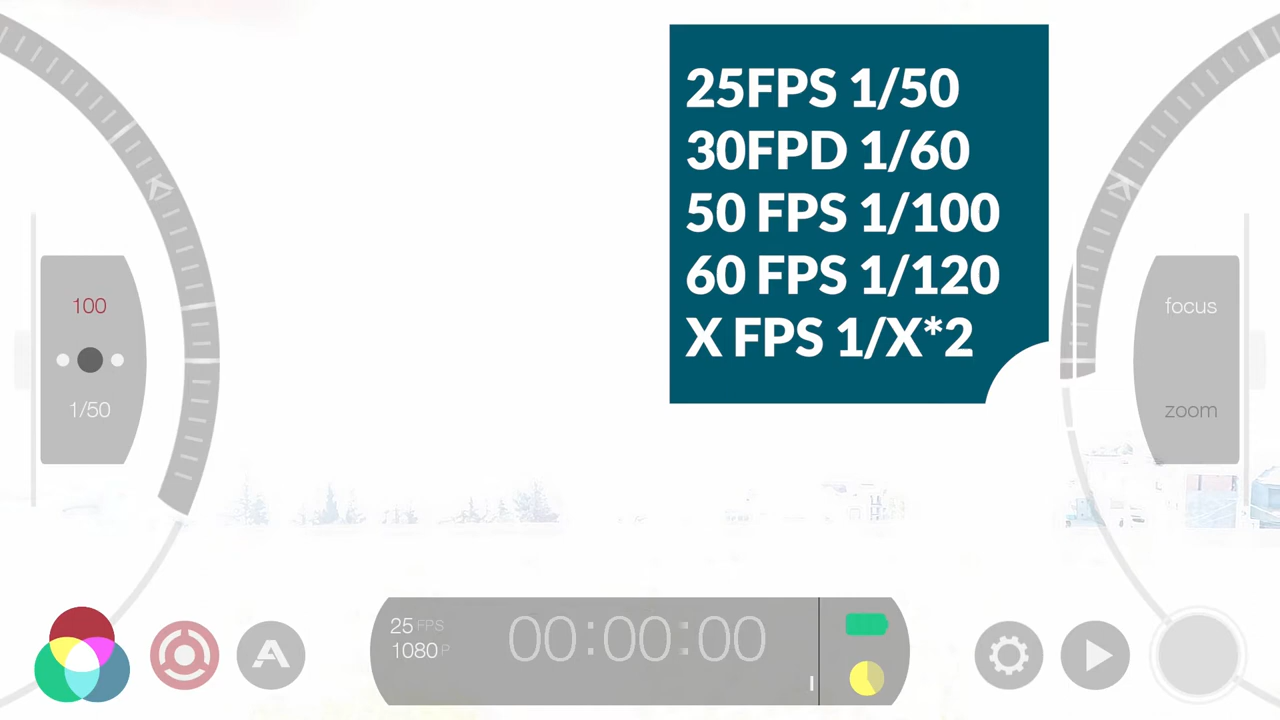 25FPS 1/50
30FPD 1/60
50 FPS 1/100
60 FPS 1/120
X FPS 1/X*2
100
1/50
focus
zoom
25 FPS
1080 P
00:00:00
A